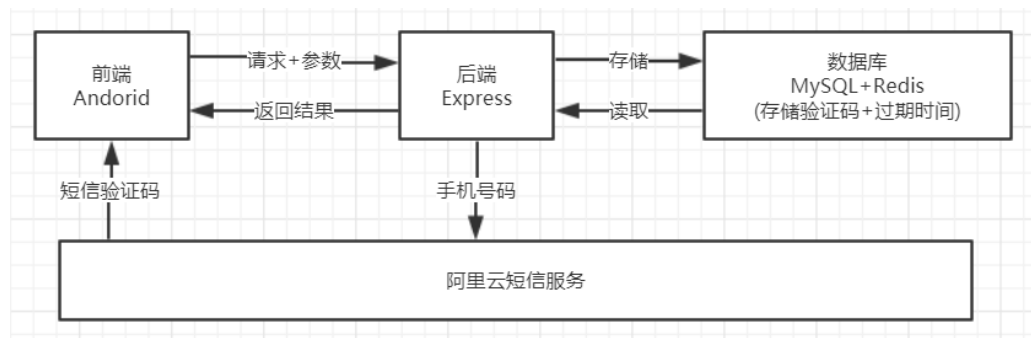 前端
Andorid
请求+参数
返回结果
后端
Express
存储
读取
数据库
MySQL+Redis
(存储验证码+过期时间)
短信验证码
手机号码
阿里云短信服务